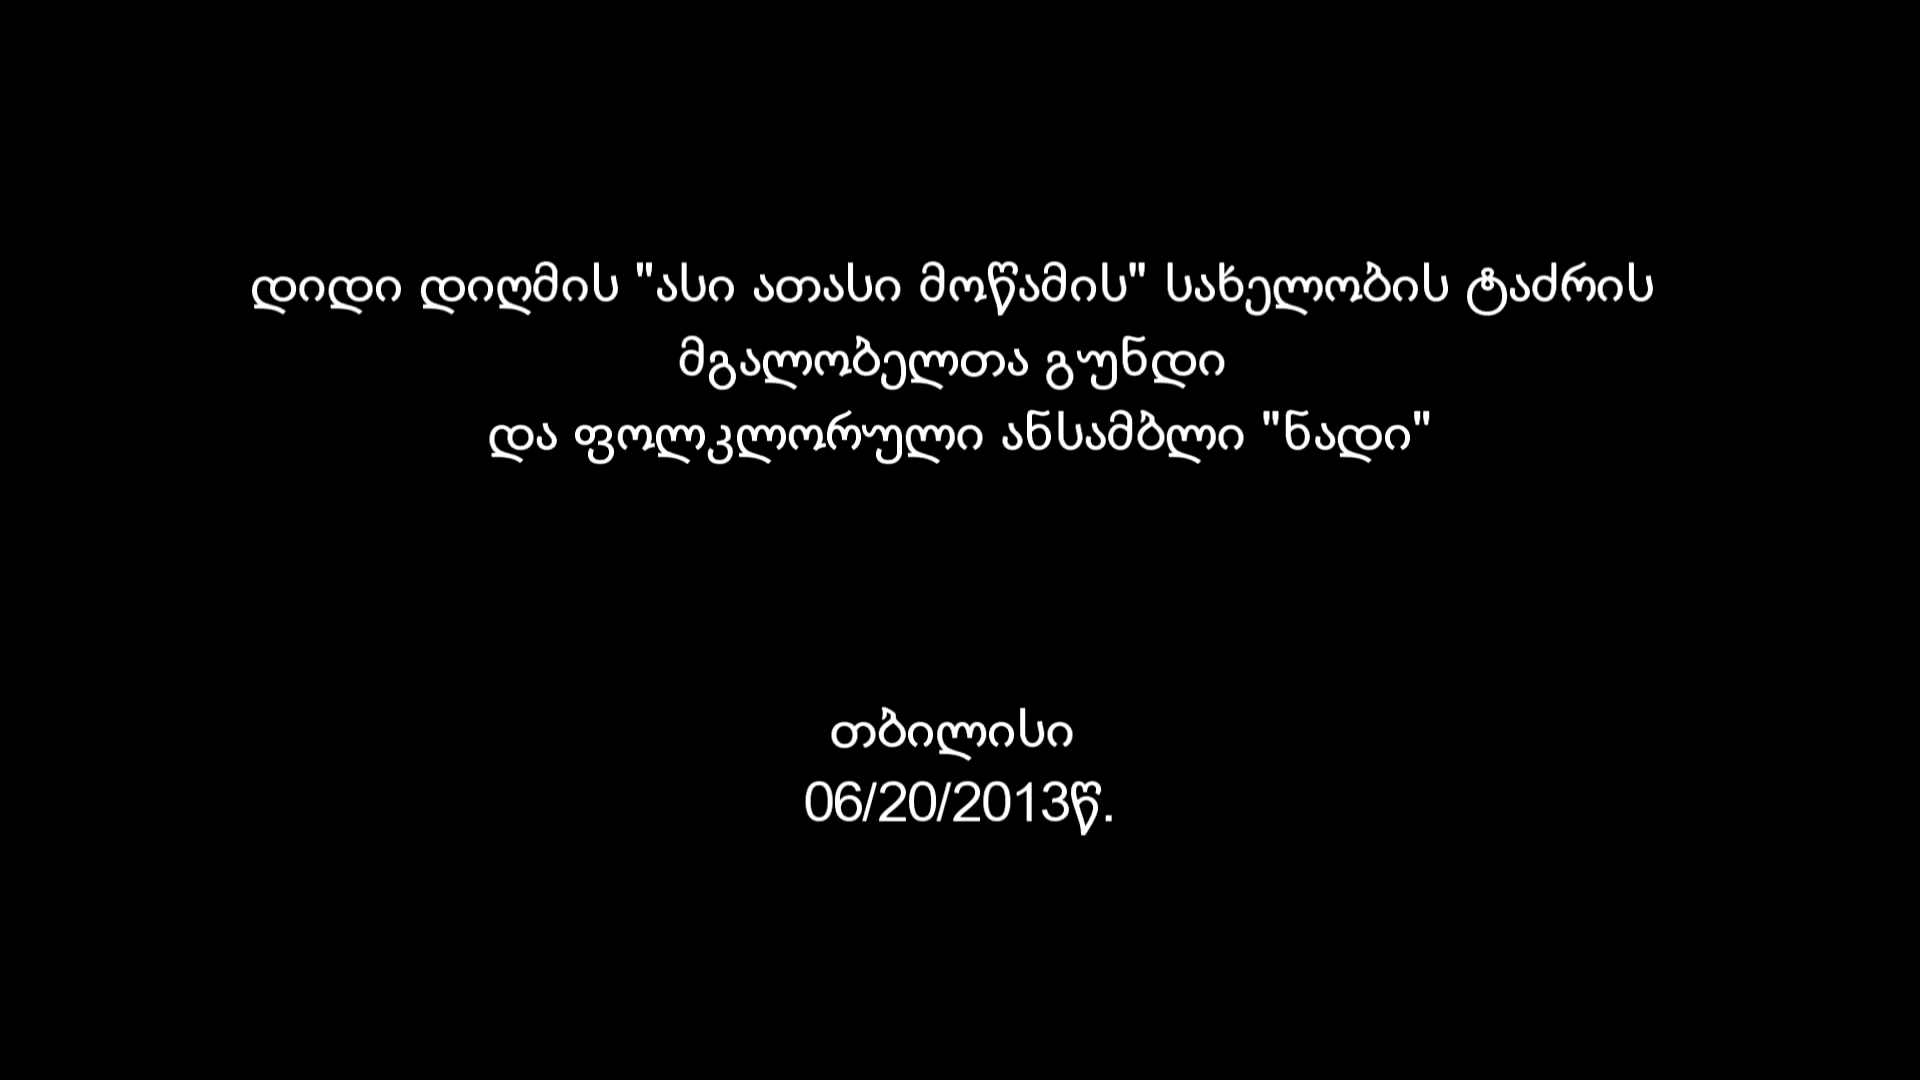 დიდი დიღმის "ასი ათასი მოწამის" სახელობის ტაძრის
მგალობელთა გუნდი
და ფოლკლორული ანსამბლი "ნადი"
თბილისი
06/20/2013წ.